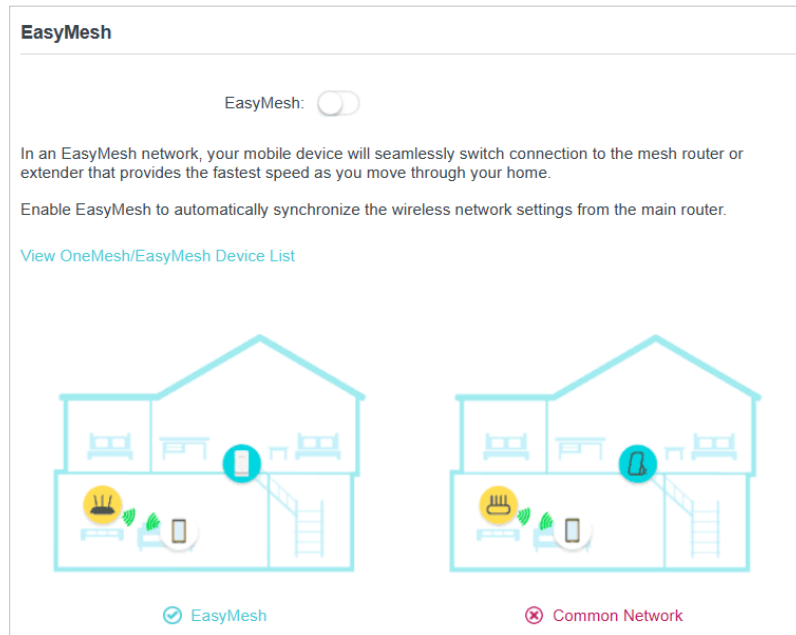 EasyMesh
EasyMesh:
In an EasyMesh network, your mobile device will seamlessly switch connection to the mesh router or
extender that provides the fastest speed as you move through your home.
Enable EasyMesh to automatically synchronize the wireless network settings from the main router.
View OneMesh/EasyMesh Device List
EasyMesh
Common Network